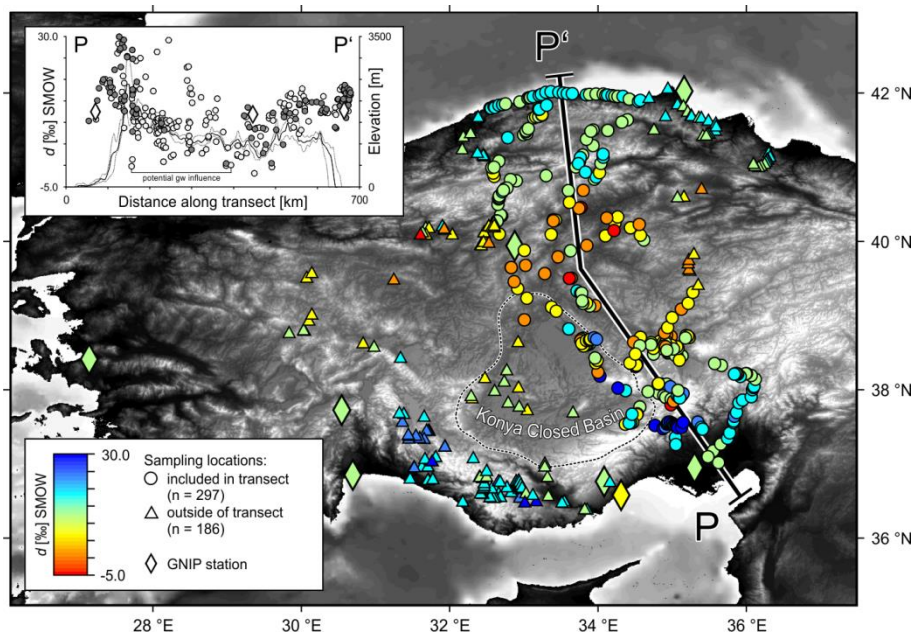 P
P‘
30.0
3500
d [‰] SMOW
Elevation [m]
potential gw influence
-5.0
0
0
700
Distance along transect [km]
P‘
42 °N
40 °N
38 °N
36 °N
Konya Closed Basin
P
30.0
d [‰] SMOW
-5.0
Sampling locations:
included in transect
(n = 297)
outside of transect
(n = 186)
GNIP station
28 °E
30 °E
32 °E
34 °E
36 °E